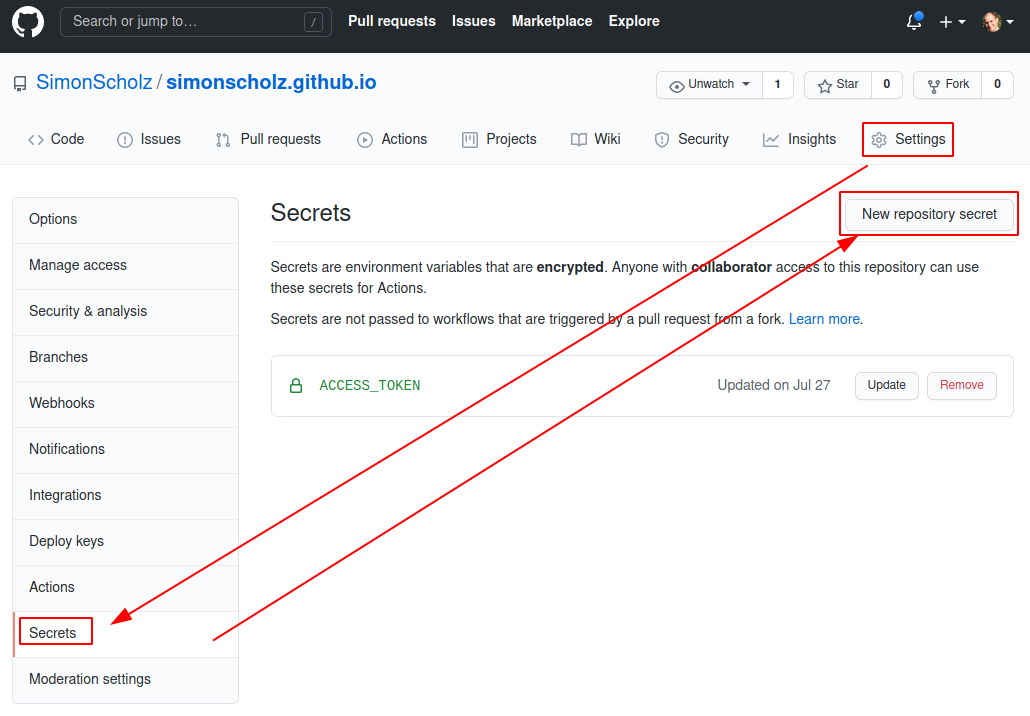 Search or jump to…
/
Pull requests
Issues
Marketplace
Explore
SimonScholz / simonscholz.github.io
Unwatch
1
Star
0
Fork
0
Code
Issues
Pull requests
Actions
Projects
Wiki
Security
Insights
Settings
Options
Manage access
Security & analysis
Branches
Webhooks
Notifications
Integrations
Deploy keys
Actions
Secrets
Moderation settings
Secrets
New repository secret
Secrets are environment variables that are encrypted. Anyone with collaborator access to this repository can use
these secrets for Actions.
Secrets are not passed to workflows that are triggered by a pull request from a fork. Learn more.
ACCESS_TOKEN
Updated on Jul 27
Update
Remove